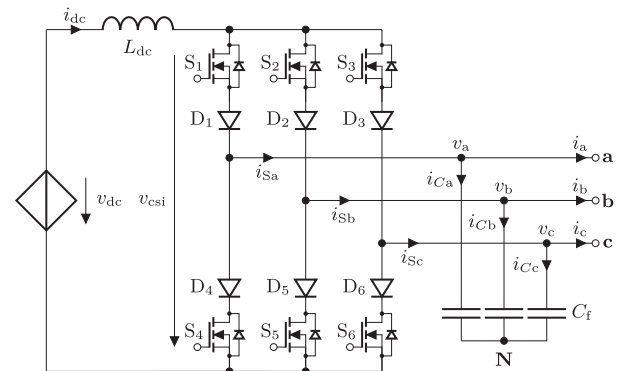 i_dc
L_dc
S_1 S_2 S_3
D_1 D_2 D_3
v_a i_a a
i_Sa
i_Ca
v_dc v_csi
v_b i_b b
i_Sb
i_Cb
v_c i_c c
i_Sc
i_Cc
D_4 D_5 D_6
C_f
S_4 S_5 S_6
N